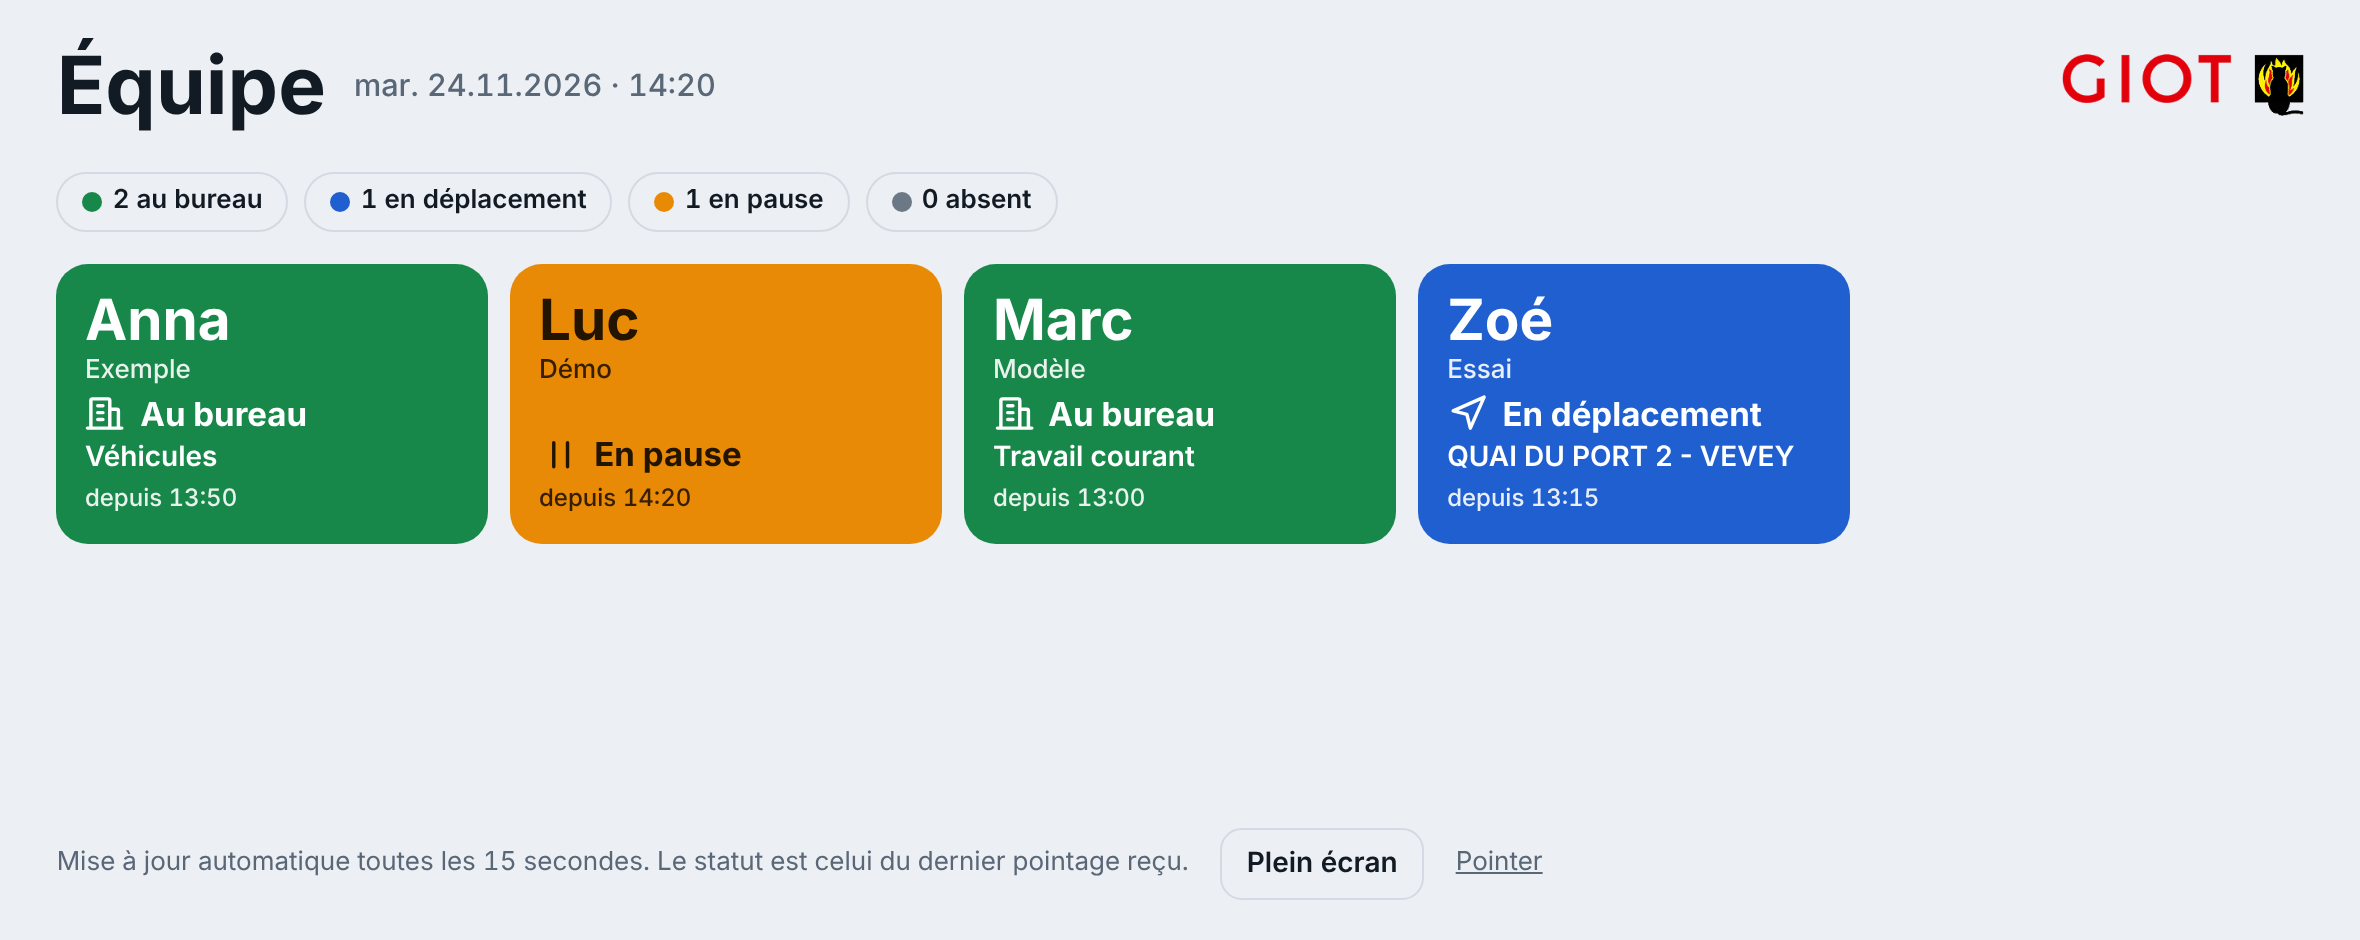 Équipe mar. 24.11.2026 · 14:20
GIOT
2 au bureau
1 en déplacement
1 en pause
0 absent
Anna
Exemple
Au bureau
Véhicules
depuis 13:50
Luc
Démo
En pause
depuis 14:20
Marc
Modèle
Au bureau
Travail courant
depuis 13:00
Zoé
Essai
En déplacement
QUAI DU PORT 2 - VEVEY
depuis 13:15
Mise à jour automatique toutes les 15 secondes. Le statut est celui du dernier pointage reçu.
Plein écran
Pointer